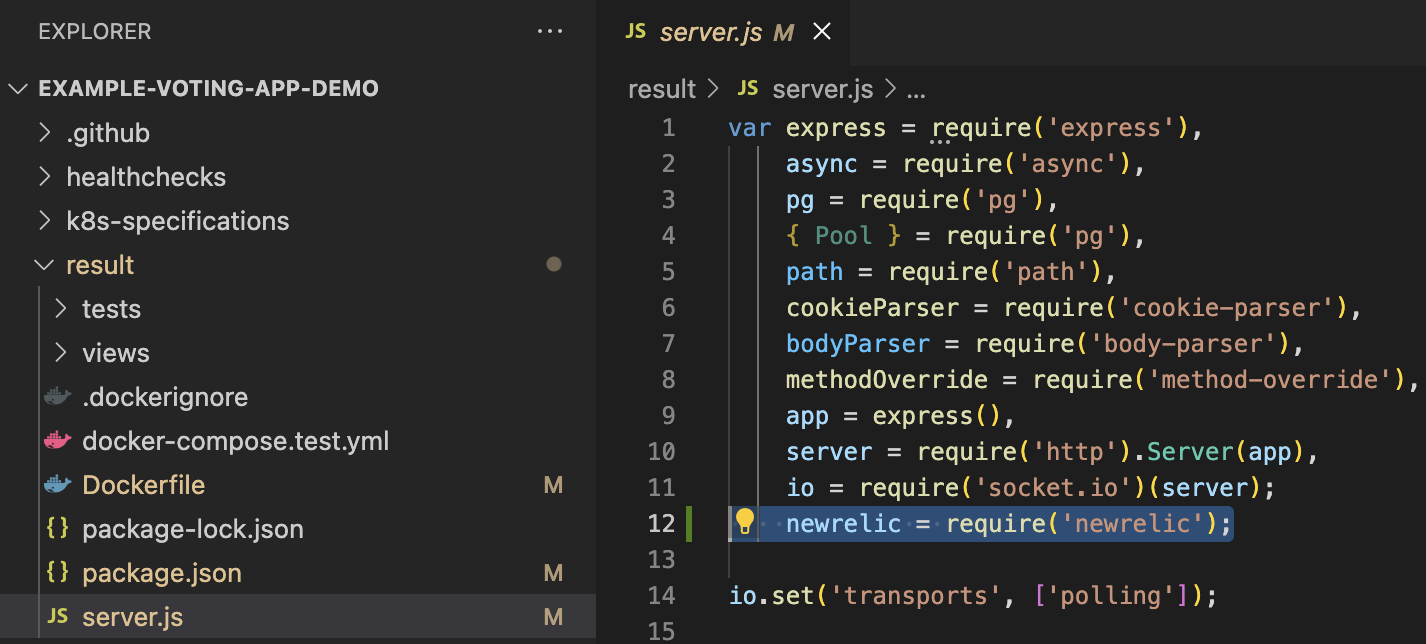 EXPLORER
...
EXAMPLE-VOTING-APP-DEMO
.github
healthchecks
k8s-specifications
result
tests
views
.dockerignore
docker-compose.test.yml
Dockerfile M
{} package-lock.json
{} package.json M
JS server.js M
JS server.js M
result > JS server.js > ...
1 var express = require('express'),
2 async = require('async'),
3 pg = require('pg'),
4 { Pool } = require('pg'),
5 path = require('path'),
6 cookieParser = require('cookie-parser'),
7 bodyParser = require('body-parser'),
8 methodOverride = require('method-override'),
9 app = express(),
10 server = require('http').Server(app),
11 io = require('socket.io')(server);
12 newrelic = require('newrelic');
13
14 io.set('transports', ['polling']);
15